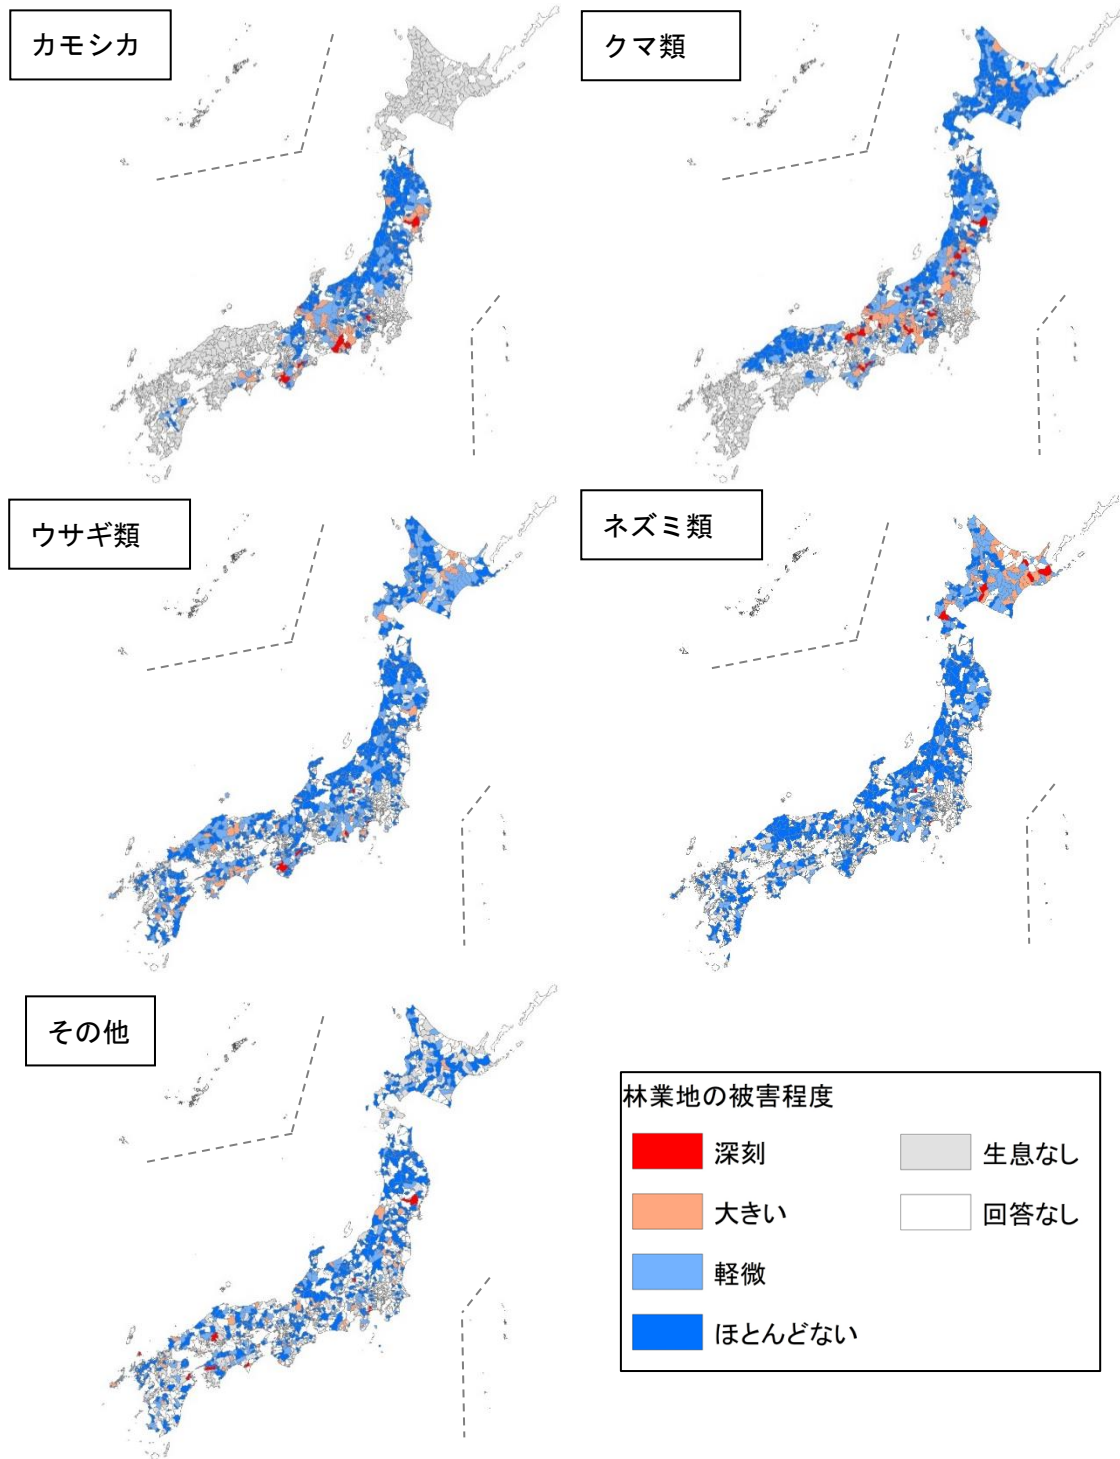 カモシカ
クマ類
ウサギ類
ネズミ類
その他
林業地の被害程度
深刻
生息なし
大きい
回答なし
軽微
ほとんどない